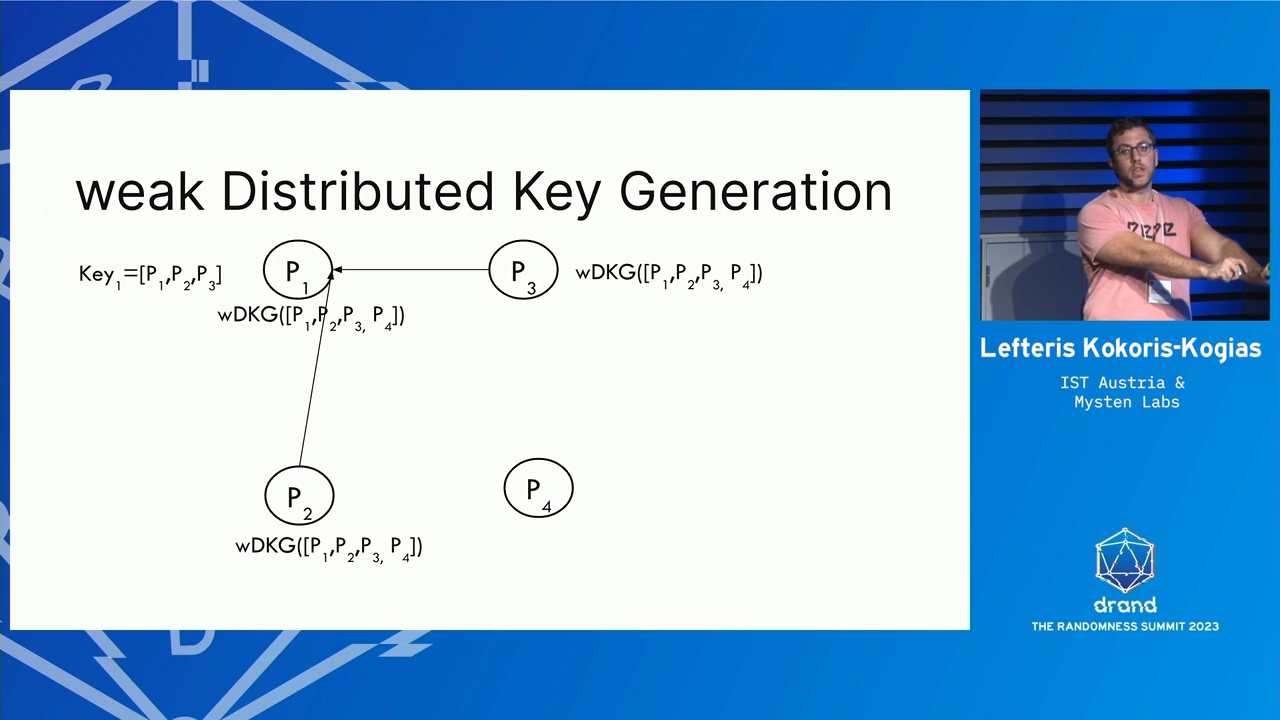 weak Distributed Key Generation
Key1=[P1,P2,P3]
P1
P3
wDKG([P1,P2,P3, P4])
wDKG([P1,P2,P3, P4])
P2
P4
wDKG([P1,P2,P3, P4])
Lefteris Kokoris-Kogias
IST Austria &
Mysten Labs
drand
THE RANDOMNESS SUMMIT 2023